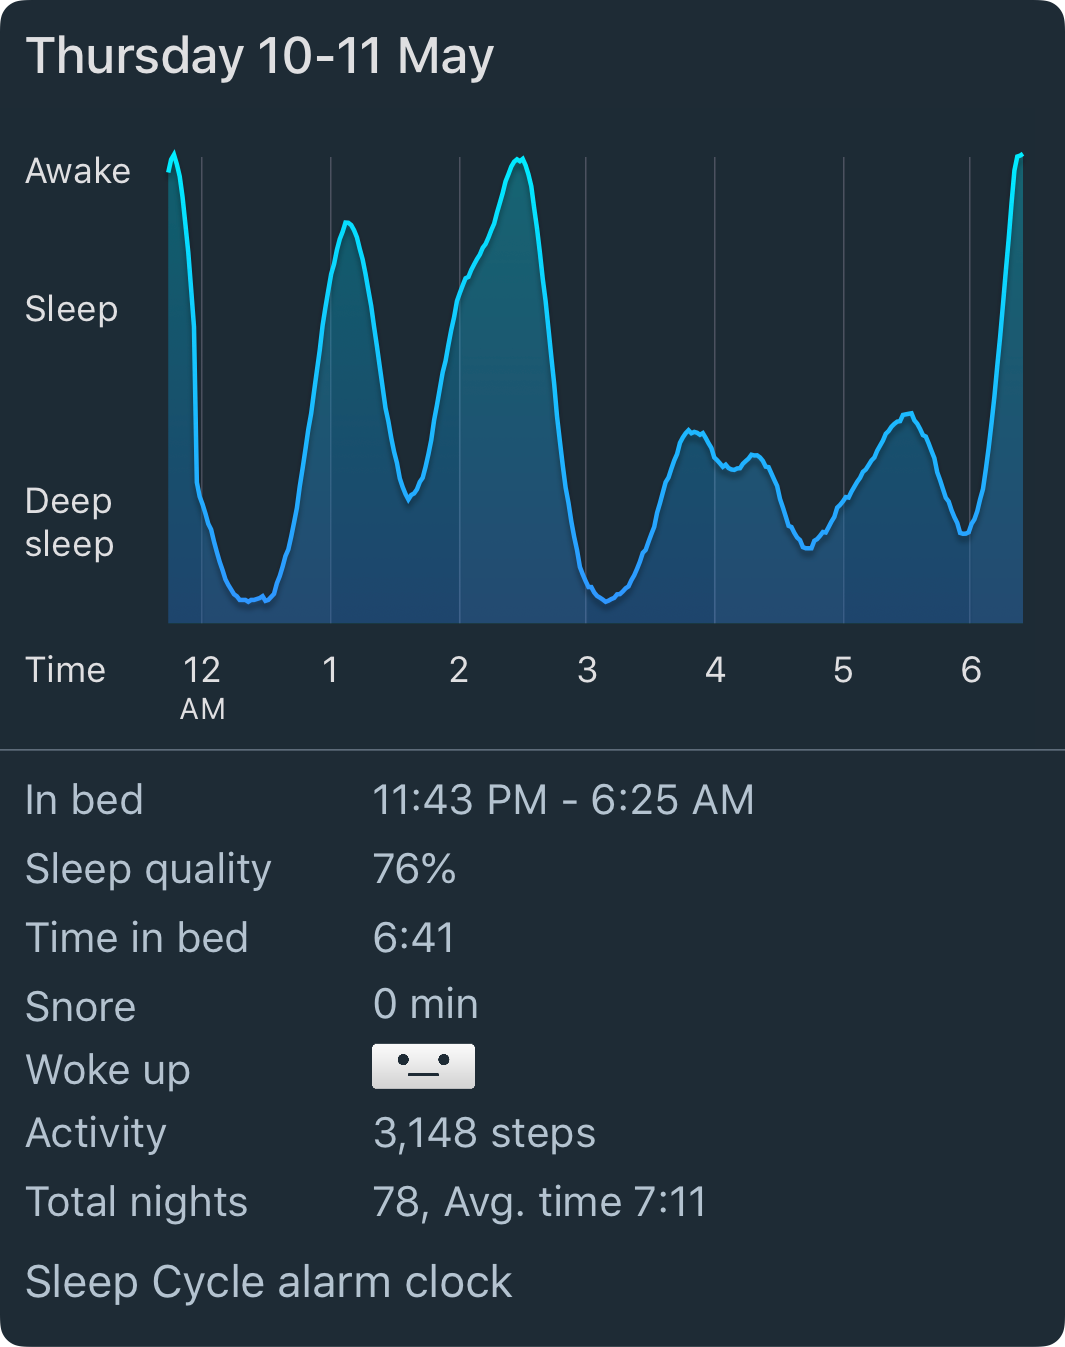 Thursday 10-11 May
Awake
Sleep
Deep
sleep
Time 12 1 2 3 4 5 6
AM
In bed 11:43 PM - 6:25 AM
Sleep quality 76%
Time in bed 6:41
Snore 0 min
Woke up
Activity 3,148 steps
Total nights 78, Avg. time 7:11
Sleep Cycle alarm clock